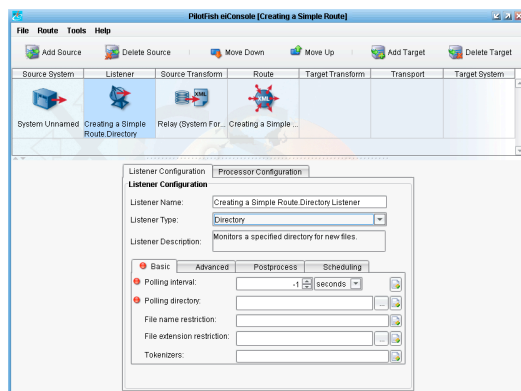 PilotFish eiConsole [Creating a Simple Route]
File Route Tools Help
Add Source Delete Source Move Down Move Up Add Target Delete Target
Source System Listener Source Transform Route Target Transform Transport Target System
XML XML
System Unnamed Creating a Simple Route.Directory Relay (System For... Creating a Simple ...
Listener Configuration Processor Configuration
Listener Configuration
Listener Name: Creating a Simple Route.Directory Listener
Listener Type: Directory
Listener Description: Monitors a specified directory for new files.
Basic Advanced Postprocess Scheduling
Polling interval: -1 seconds
Polling directory: ...
File name restriction:
File extension restriction: ...
Tokenizers: